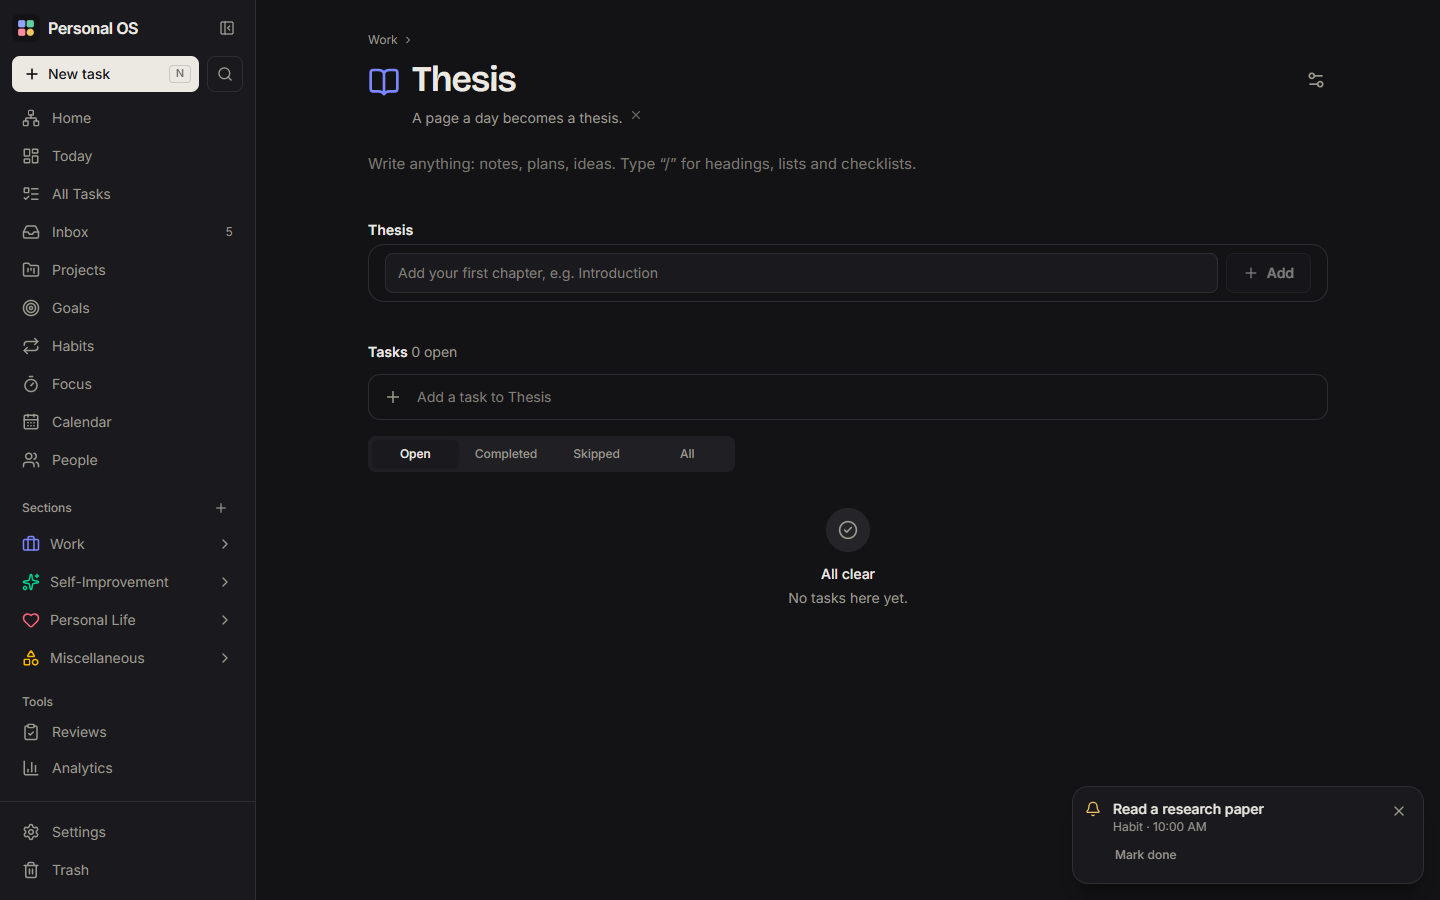 Personal OS
New task
N
Home
Today
All Tasks
Inbox
5
Projects
Goals
Habits
Focus
Calendar
People
Sections
Work
Self-Improvement
Personal Life
Miscellaneous
Tools
Reviews
Analytics
Settings
Trash
Work
Thesis
A page a day becomes a thesis.
Write anything: notes, plans, ideas. Type “/” for headings, lists and checklists.
Thesis
Add your first chapter, e.g. Introduction
Add
Tasks 0 open
Add a task to Thesis
Open
Completed
Skipped
All
All clear
No tasks here yet.
Read a research paper
Habit · 10:00 AM
Mark done